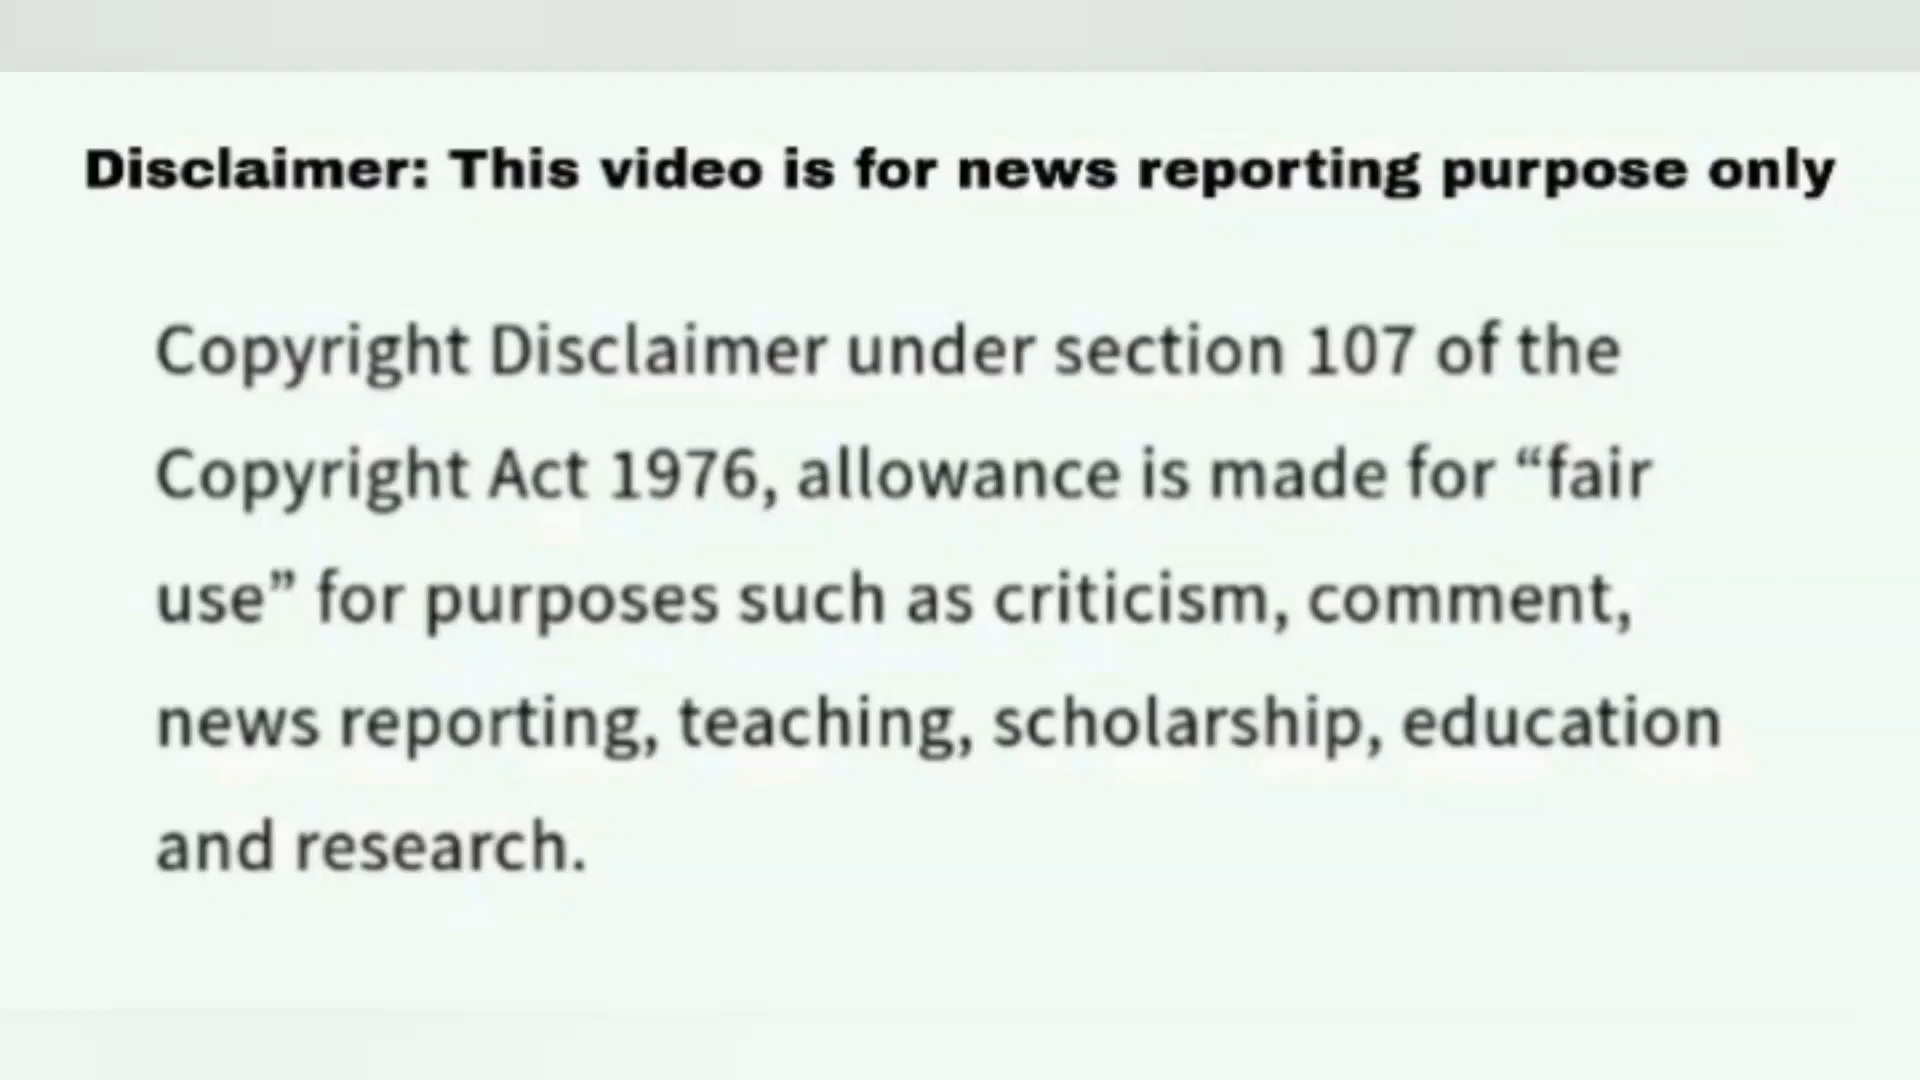 Disclaimer: This video is for news reporting purpose only
Copyright Disclaimer under section 107 of the
Copyright Act 1976, allowance is made for “fair
use” for purposes such as criticism, comment,
news reporting, teaching, scholarship, education
and research.